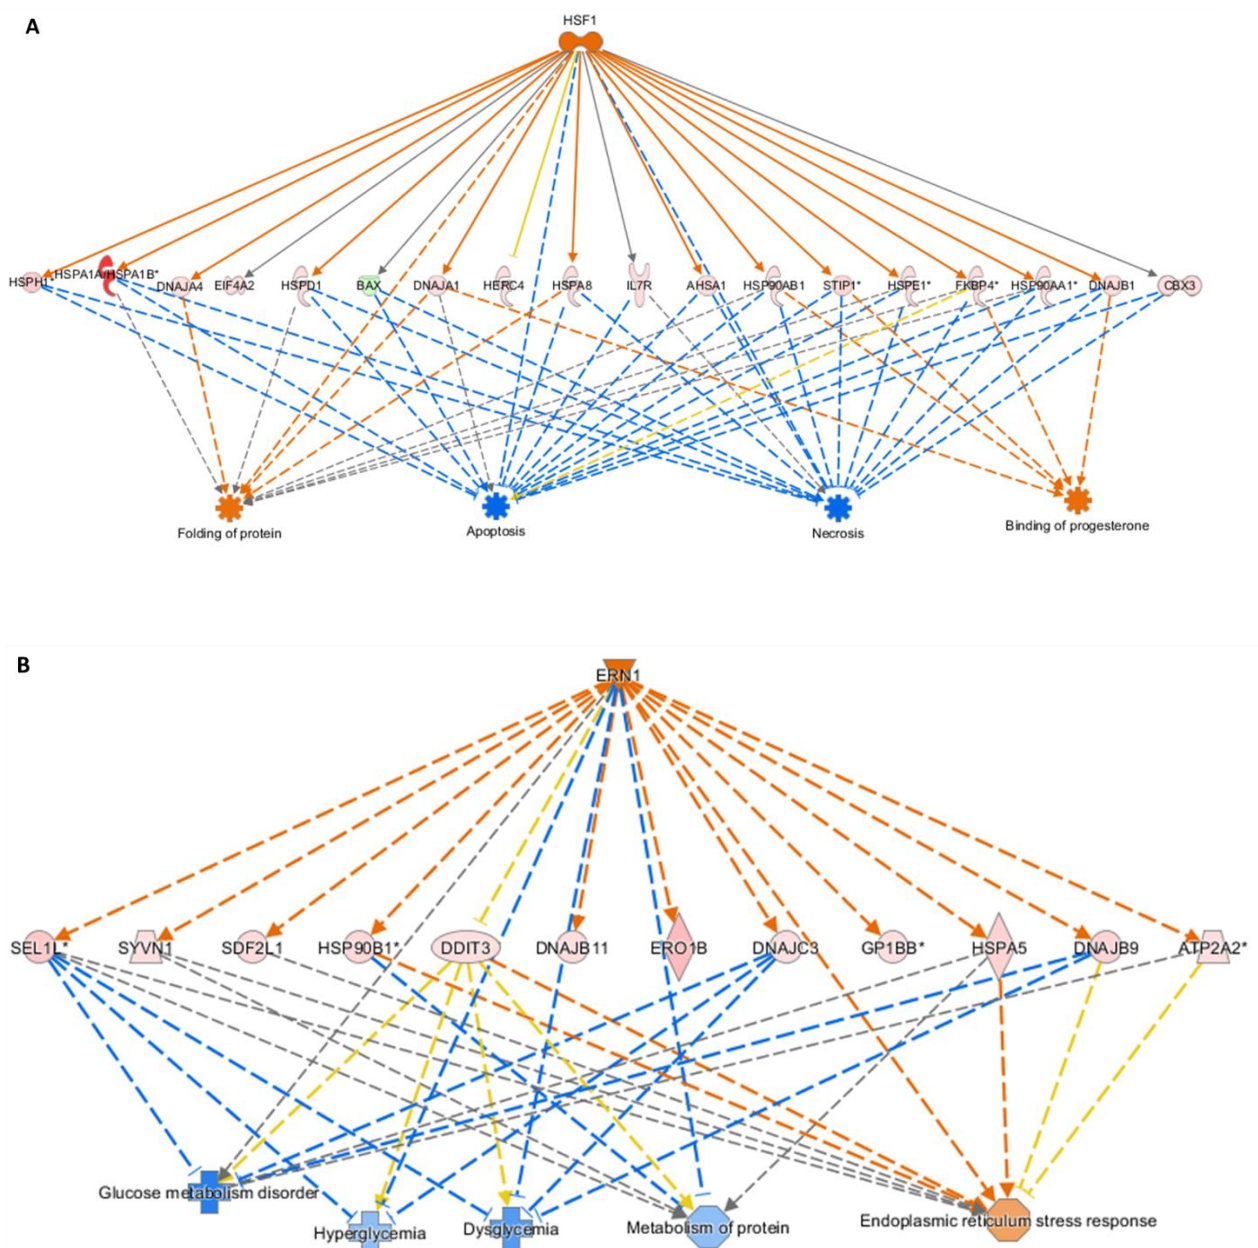 A
HSF1
HSPH1* HSPA1A/HSPA1B* DNAJA4 EIF4A2 HSPD1 BAX DNAJA1 HERC4 HSPA8 IL7R AHSA1 HSP90AB1 STIP1* HSPE1* FKBP4* HSP90AA1* DNAJB1 CBX3
Folding of protein Apoptosis Necrosis Binding of progesterone
B
ERN1
SEL1L* SYVN1 SDF2L1 HSP90B1* DDIT3 DNAJB11 ERO1B DNAJC3 GP1BB* HSPA5 DNAJB9 ATP2A2*
Glucose metabolism disorder Hyperglycemia Dysglycemia Metabolism of protein Endoplasmic reticulum stress response